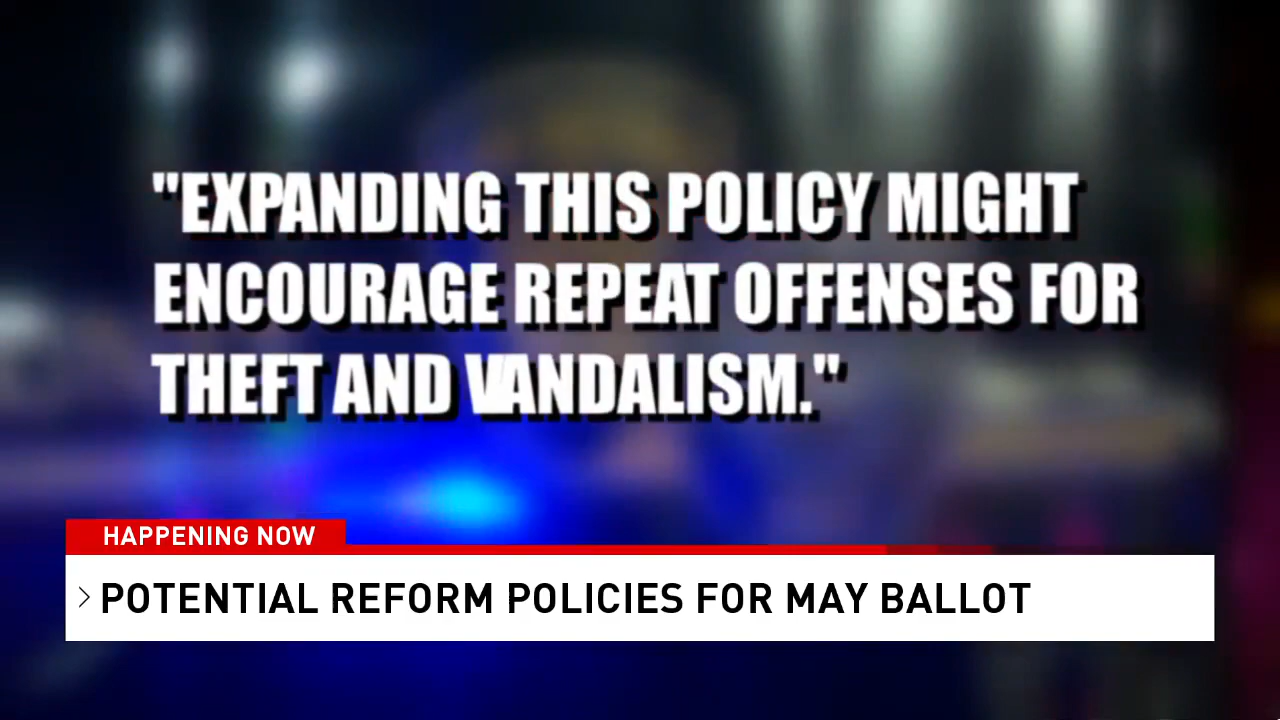 "EXPANDING THIS POLICY MIGHT
ENCOURAGE REPEAT OFFENSES FOR
THEFT AND VANDALISM."
HAPPENING NOW
> POTENTIAL REFORM POLICIES FOR MAY BALLOT